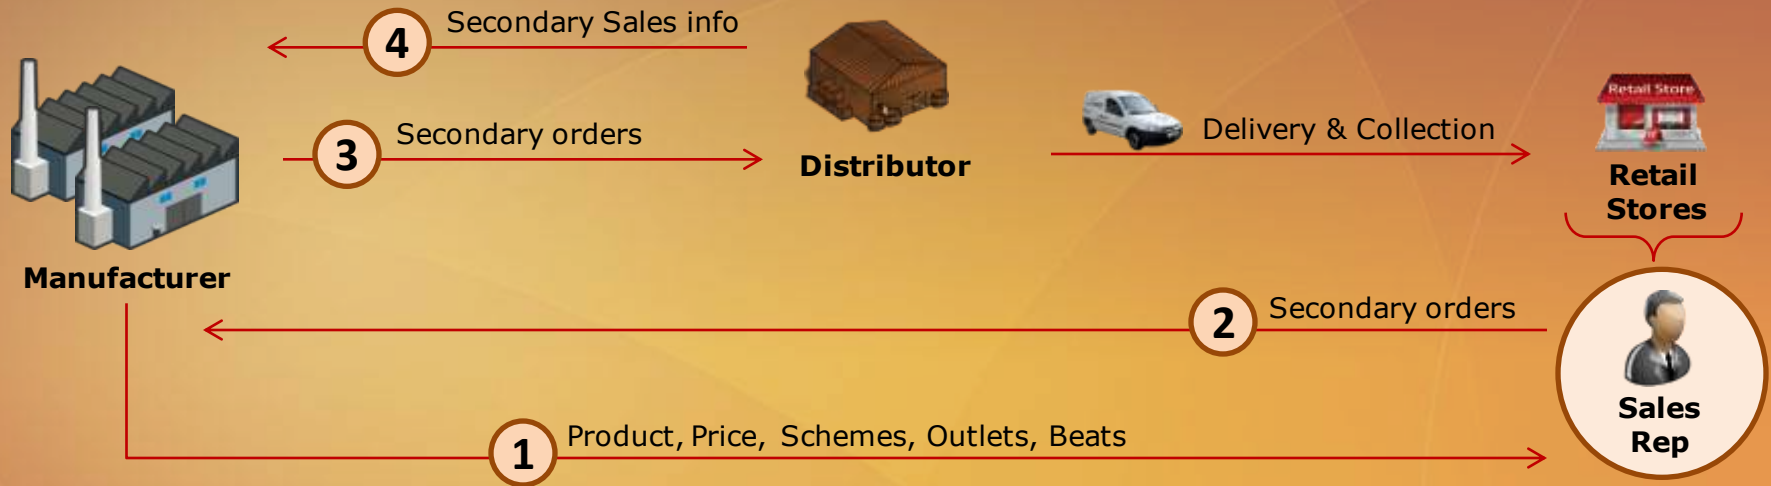 4
Secondary Sales info
3
Secondary orders
Distributor
Delivery & Collection
Retail Store
Retail
Stores
Manufacturer
2
Secondary orders
Sales
Rep
1
Product, Price, Schemes, Outlets, Beats